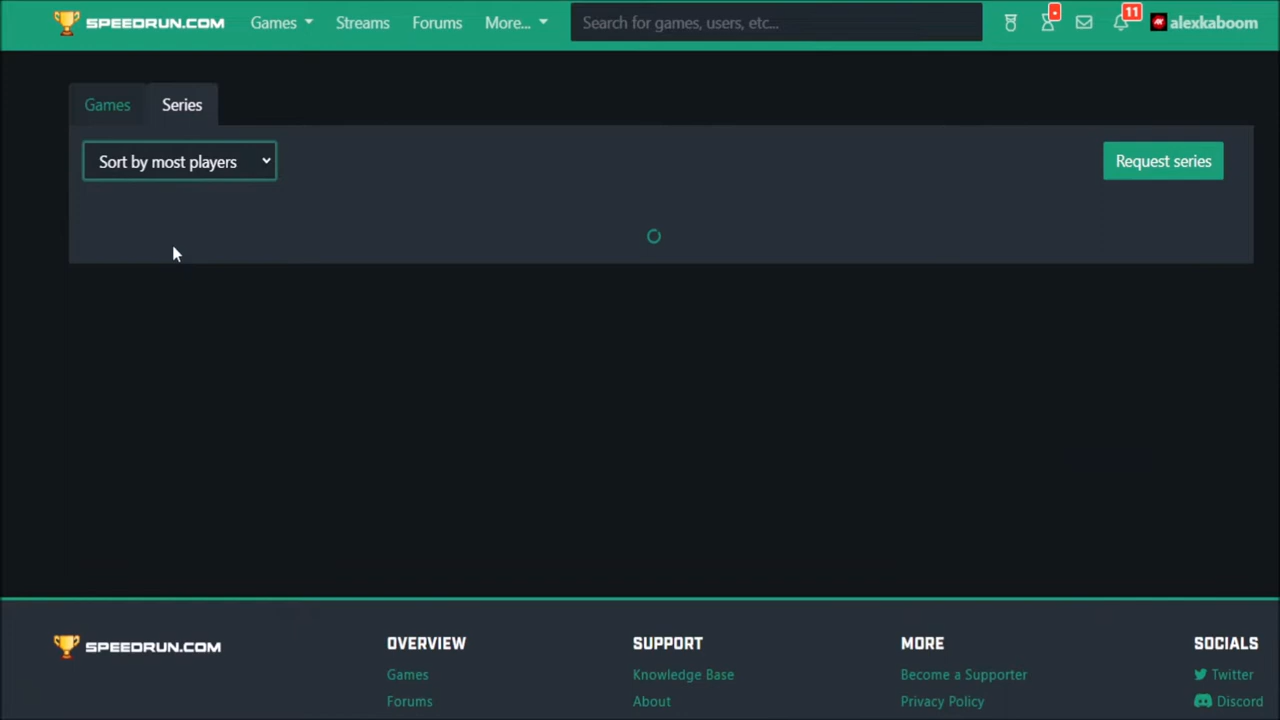 SPEEDRUN.COM Games Streams Forums More... Search for games, users, etc... 11 alexkaboom
Games Series
Sort by most players Request series
SPEEDRUN.COM OVERVIEW SUPPORT MORE SOCIALS
Games Knowledge Base Become a Supporter Twitter
Forums About Privacy Policy Discord